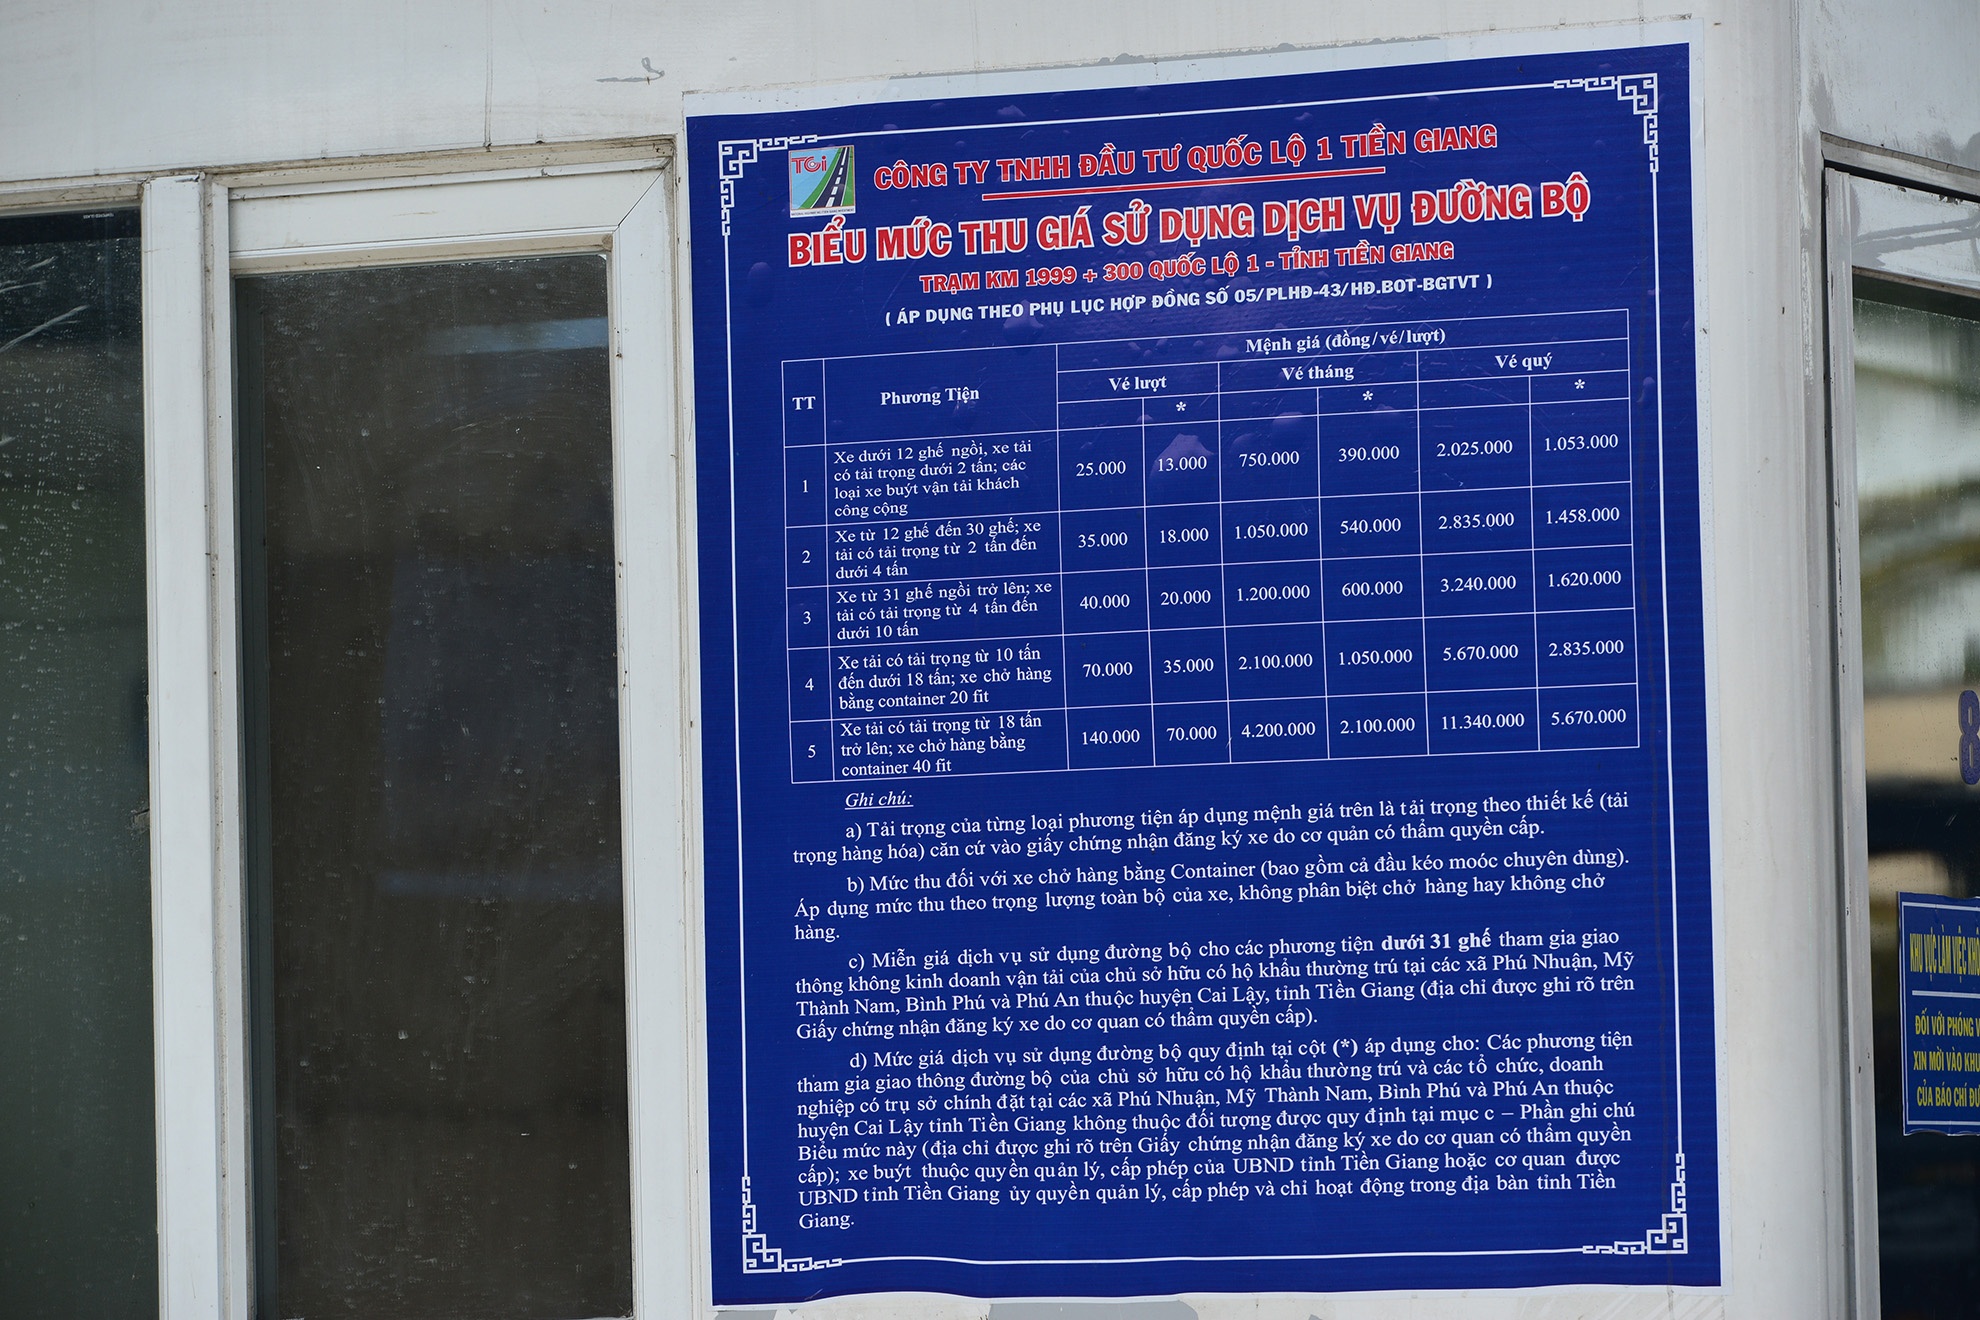 TGi
CÔNG TY TNHH ĐẦU TƯ QUỐC LỘ 1 TIỀN GIANG
BIỂU MỨC THU GIÁ SỬ DỤNG DỊCH VỤ ĐƯỜNG BỘ
TRẠM KM 1999 + 300 QUỐC LỘ 1 - TỈNH TIỀN GIANG
( ÁP DỤNG THEO PHỤ LỤC HỢP ĐỒNG SỐ 05/PLHĐ-43/HĐ.BOT-BGTVT )
TT Phương Tiện Mệnh giá (đồng/vé/lượt)
Vé lượt Vé tháng Vé quý
* * *
1 Xe dưới 12 ghế ngồi, xe tải
có tải trọng dưới 2 tấn; các
loại xe buýt vận tải khách
công cộng
25.000 13.000 750.000 390.000 2.025.000 1.053.000
2 Xe từ 12 ghế đến 30 ghế; xe
tải có tải trọng từ 2 tấn đến
dưới 4 tấn
35.000 18.000 1.050.000 540.000 2.835.000 1.458.000
3 Xe từ 31 ghế ngồi trở lên; xe
tải có tải trọng từ 4 tấn đến
dưới 10 tấn
40.000 20.000 1.200.000 600.000 3.240.000 1.620.000
4 Xe tải có tải trọng từ 10 tấn
đến dưới 18 tấn; xe chở hàng
bằng container 20 fit
70.000 35.000 2.100.000 1.050.000 5.670.000 2.835.000
5 Xe tải có tải trọng từ 18 tấn
trở lên; xe chở hàng bằng
container 40 fit
140.000 70.000 4.200.000 2.100.000 11.340.000 5.670.000
Ghi chú:
a) Tải trọng của từng loại phương tiện áp dụng mệnh giá trên là tải trọng theo thiết kế (tải
trọng hàng hóa) căn cứ vào giấy chứng nhận đăng ký xe do cơ quản có thẩm quyền cấp.
b) Mức thu đối với xe chở hàng bằng Container (bao gồm cả đầu kéo moóc chuyên dùng).
Áp dụng mức thu theo trọng lượng toàn bộ của xe, không phân biệt chở hàng hay không chở
hàng.
c) Miễn giá dịch vụ sử dụng đường bộ cho các phương tiện dưới 31 ghế tham gia giao
thông không kinh doanh vận tải của chủ sở hữu có hộ khẩu thường trú tại các xã Phú Nhuận, Mỹ
Thành Nam, Bình Phú và Phú An thuộc huyện Cai Lậy, tỉnh Tiền Giang (địa chỉ được ghi rõ trên
Giấy chứng nhận đăng ký xe do cơ quan có thẩm quyền cấp).
d) Mức giá dịch vụ sử dụng đường bộ quy định tại cột (*) áp dụng cho: Các phương tiện
tham gia giao thông đường bộ của chủ sở hữu có hộ khẩu thường trú và các tổ chức, doanh
nghiệp có trụ sở chính đặt tại các xã Phú Nhuận, Mỹ Thành Nam, Bình Phú và Phú An thuộc
huyện Cai Lậy tỉnh Tiền Giang không thuộc đối tượng được quy định tại mục c – Phần ghi chú
Biểu mức này (địa chỉ được ghi rõ trên Giấy chứng nhận đăng ký xe do cơ quan có thẩm quyền
cấp); xe buýt thuộc quyền quản lý, cấp phép của UBND tỉnh Tiền Giang hoặc cơ quan được
UBND tỉnh Tiền Giang ủy quyền quản lý, cấp phép và chỉ hoạt động trong địa bàn tỉnh Tiền
Giang.
8
KHU VỰC LÀM VIỆC
ĐỐI VỚI PHÓNG
XIN MỜI VÀO KHU
CỦA BÁO CHÍ